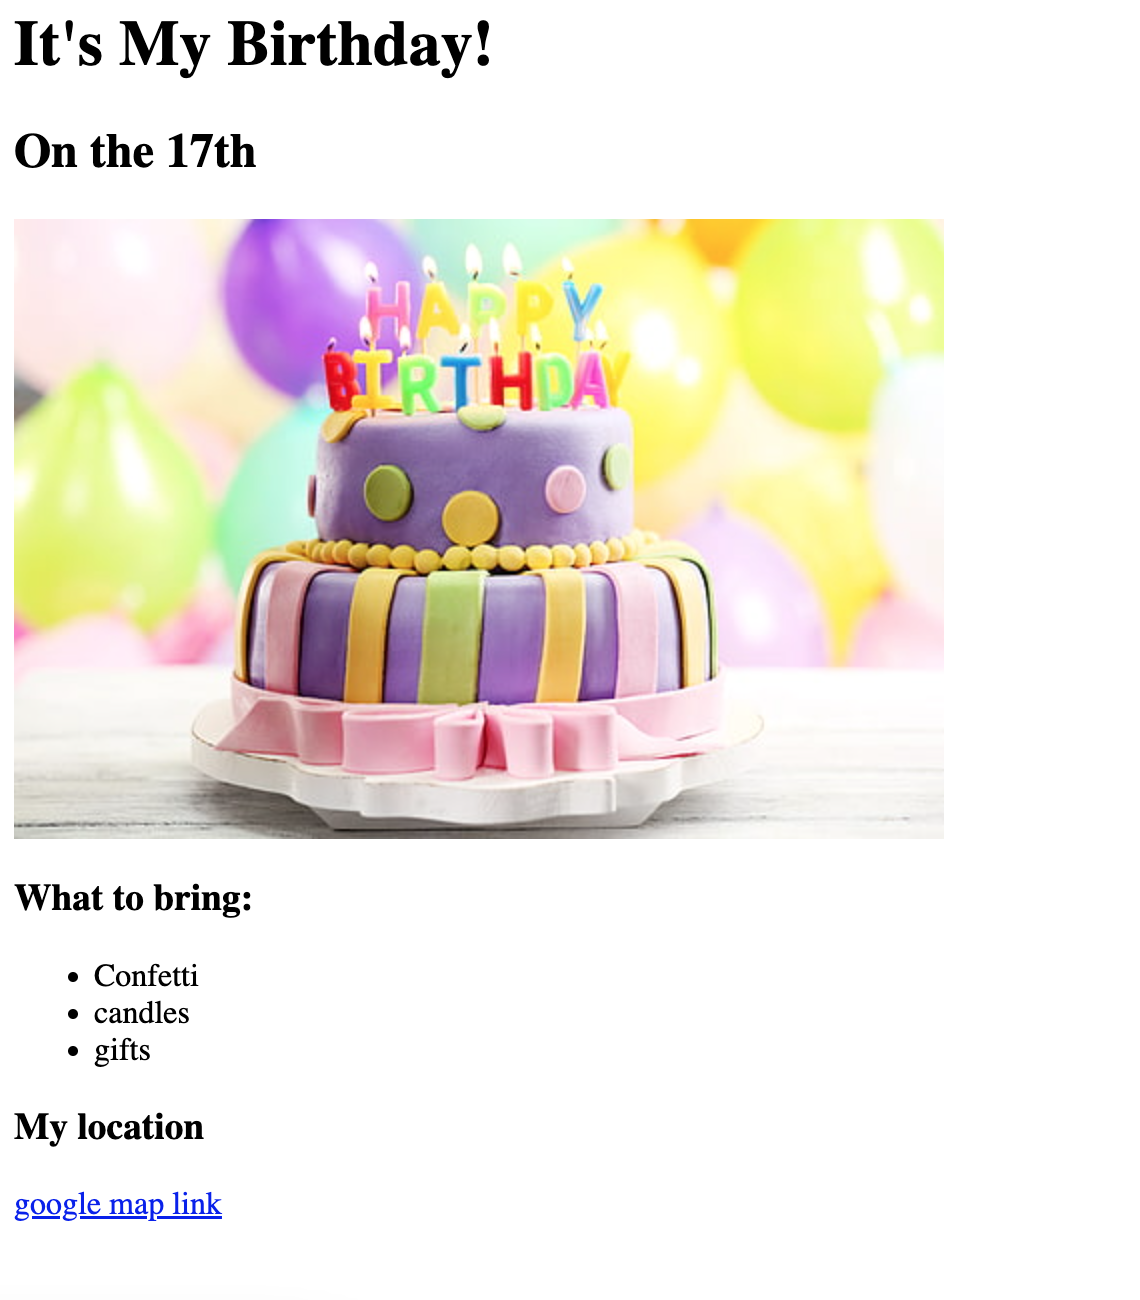 It's My Birthday!
On the 17th
HAPPY
BIRTHDAY
What to bring:
Confetti
candles
gifts
My location
google map link